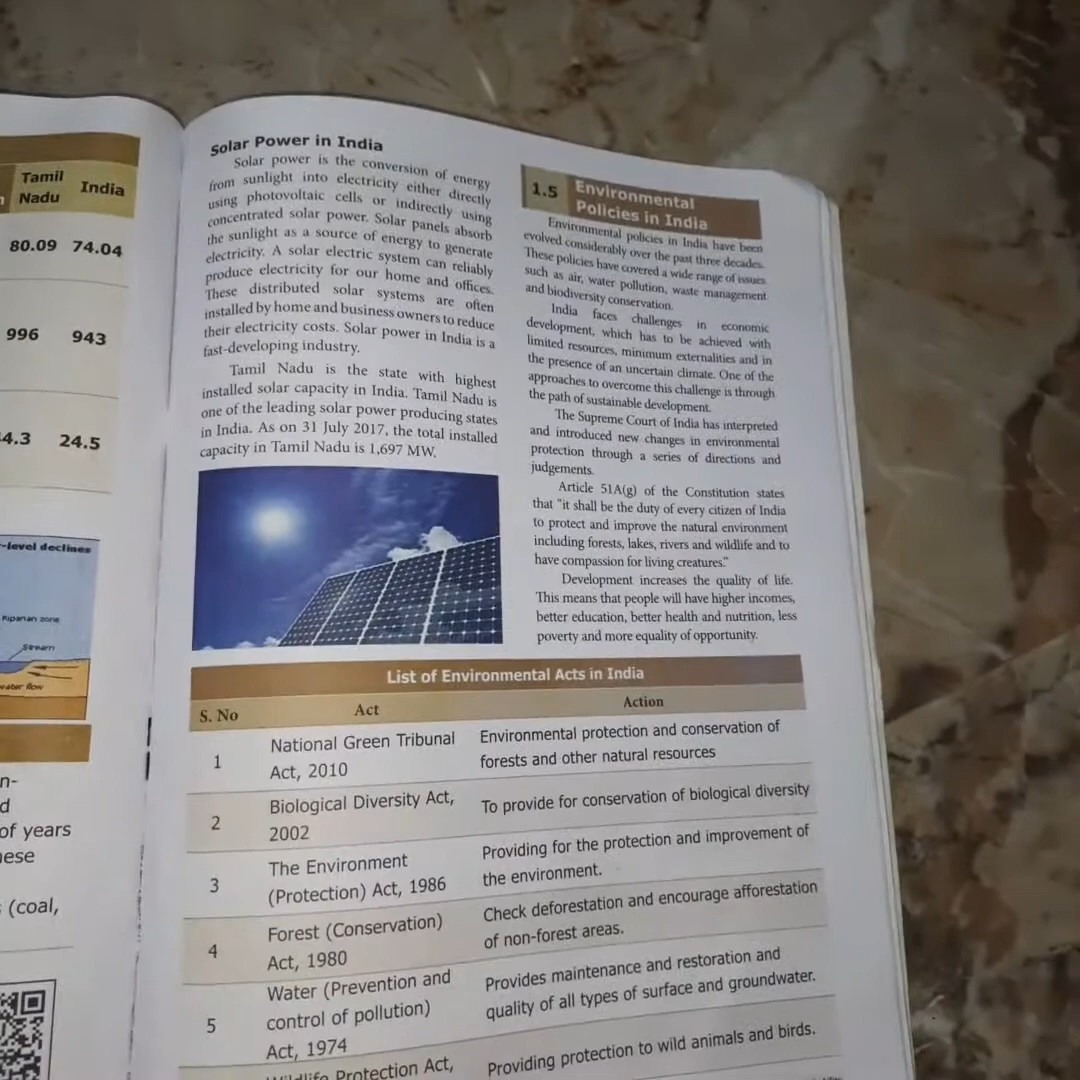 Tamil
Nadu
India
80.09 74.04
996 943
4.3 24.5
-level declines
Riparian zone
Stream
water flow
n-
d
of years
hese
(coal,
Solar Power in India
Solar power is the conversion of energy
from sunlight into electricity either directly
using photovoltaic cells or indirectly using
concentrated solar power. Solar panels absorb
the sunlight as a source of energy to generate
electricity. A solar electric system can reliably
produce electricity for our home and offices.
These distributed solar systems are often
installed by home and business owners to reduce
their electricity costs. Solar power in India is a
fast-developing industry.
Tamil Nadu is the state with highest
installed solar capacity in India. Tamil Nadu is
one of the leading solar power producing states
in India. As on 31 July 2017, the total installed
capacity in Tamil Nadu is 1,697 MW.
1.5 Environmental
Policies in India
Environmental policies in India have been
evolved considerably over the past three decades.
These policies have covered a wide range of issues
such as air, water pollution, waste management
and biodiversity conservation.
India faces challenges in economic
development, which has to be achieved with
limited resources, minimum externalities and in
the presence of an uncertain climate. One of the
approaches to overcome this challenge is through
the path of sustainable development.
The Supreme Court of India has interpreted
and introduced new changes in environmental
protection through a series of directions and
judgements.
Article 51A(g) of the Constitution states
that "it shall be the duty of every citizen of India
to protect and improve the natural environment
including forests, lakes, rivers and wildlife and to
have compassion for living creatures."
Development increases the quality of life.
This means that people will have higher incomes,
better education, better health and nutrition, less
poverty and more equality of opportunity.
List of Environmental Acts in India
S. No Act Action
1 National Green Tribunal
Act, 2010
Environmental protection and conservation of
forests and other natural resources
2 Biological Diversity Act,
2002
To provide for conservation of biological diversity
3 The Environment
(Protection) Act, 1986
Providing for the protection and improvement of
the environment.
4 Forest (Conservation)
Act, 1980
Check deforestation and encourage afforestation
of non-forest areas.
5 Water (Prevention and
control of pollution)
Act, 1974
Provides maintenance and restoration and
quality of all types of surface and groundwater.
Wildlife Protection Act,
Providing protection to wild animals and birds.